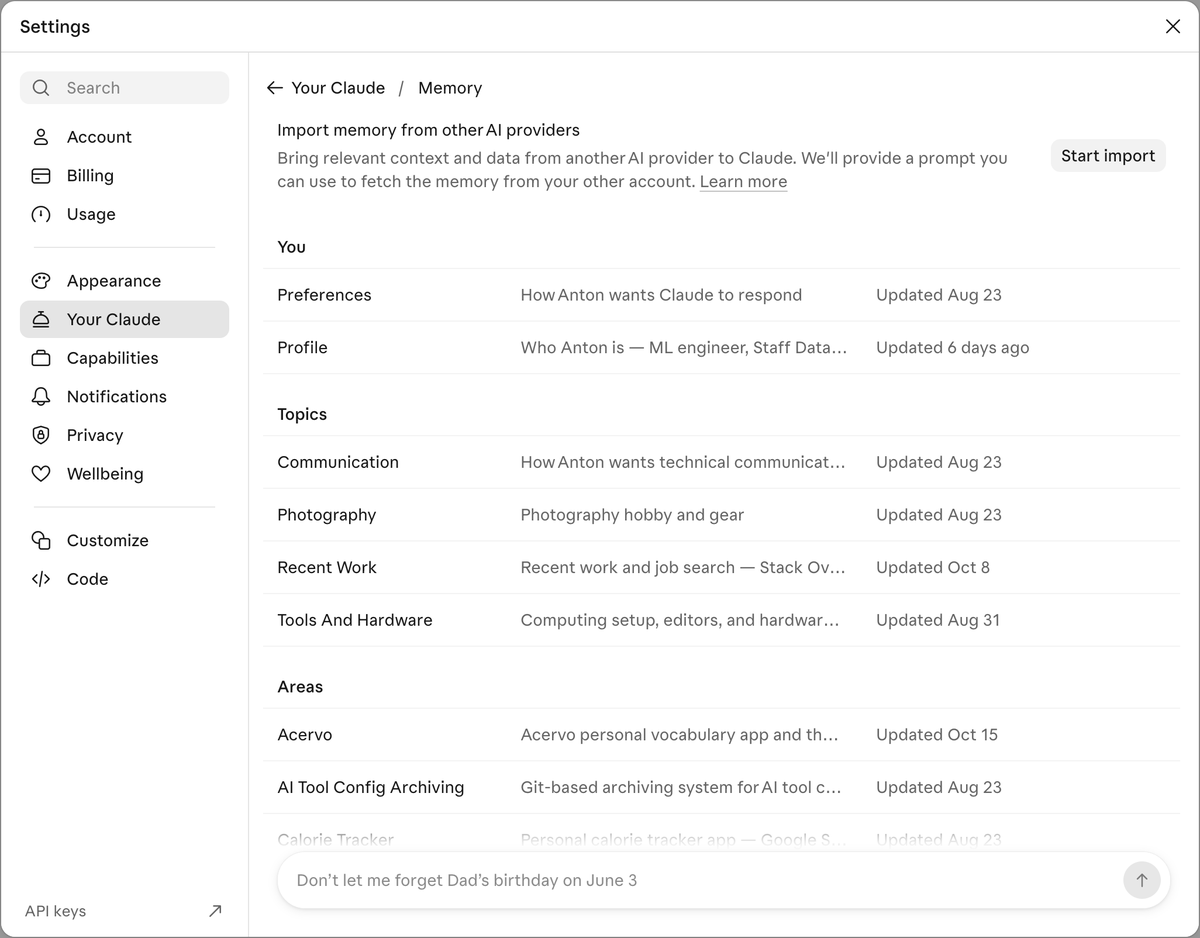 Settings
Search
Account
Billing
Usage
Appearance
Your Claude
Capabilities
Notifications
Privacy
Wellbeing
Customize
Code
API keys
Your Claude / Memory
Import memory from other AI providers
Bring relevant context and data from another AI provider to Claude. We'll provide a prompt you
can use to fetch the memory from your other account. Learn more
Start import
You
Preferences How Anton wants Claude to respond Updated Aug 23
Profile Who Anton is — ML engineer, Staff Data... Updated 6 days ago
Topics
Communication How Anton wants technical communicat... Updated Aug 23
Photography Photography hobby and gear Updated Aug 23
Recent Work Recent work and job search — Stack Ov... Updated Oct 8
Tools And Hardware Computing setup, editors, and hardwar... Updated Aug 31
Areas
Acervo Acervo personal vocabulary app and th... Updated Oct 15
AI Tool Config Archiving Git-based archiving system for AI tool c... Updated Aug 23
Calorie Tracker Personal calorie tracker app — Google S... Updated Aug 23
Don’t let me forget Dad’s birthday on June 3